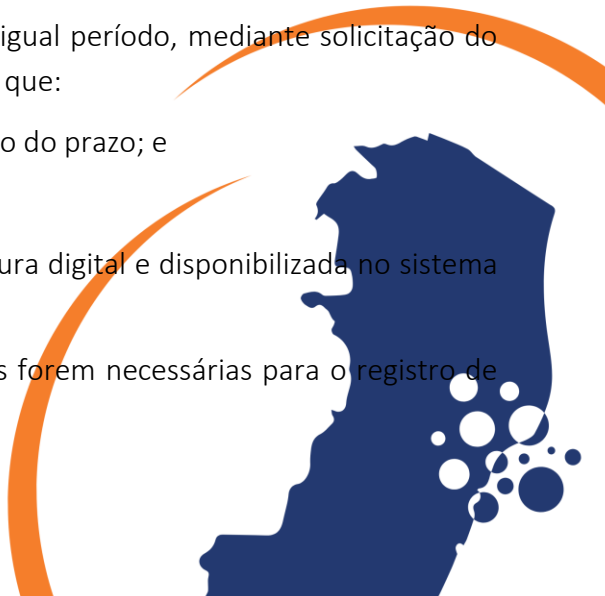 igual período, mediante solicitação do
que:
o do prazo; e
ura digital e disponibilizada no sistema
s forem necessárias para o registro de